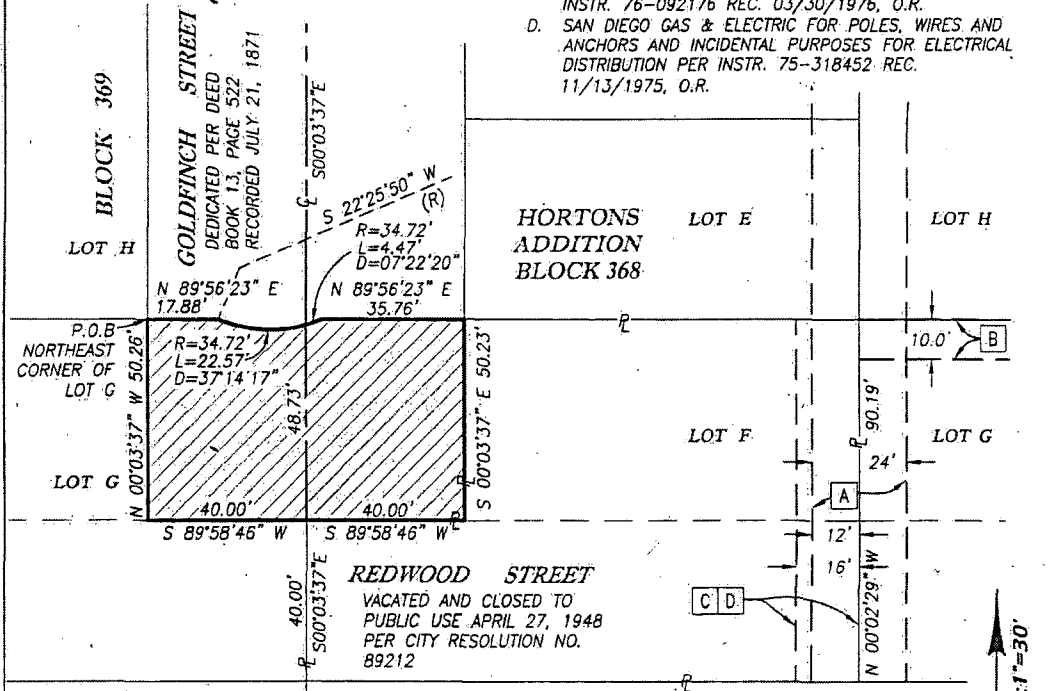 INSTR. 76-092176 REC. 03/30/1976, O.R.
D. SAN DIEGO GAS & ELECTRIC FOR POLES, WIRES AND
ANCHORS AND INCIDENTAL PURPOSES FOR ELECTRICAL
DISTRIBUTION PER INSTR. 75-318452 REC.
11/13/1975, O.R.
BLOCK 369
GOLDFINCH STREET
DEDICATED PER DEED
BOOK 13, PAGE 522
RECORDED JULY 21, 1871
S00°03'37"E
℄
S 22°25'50" W
(R)
R=34.72'
L=4.47'
D=07°22'20"
LOT H
N 89°56'23" E
17.88'
N 89°56'23" E
35.76'
HORTONS
ADDITION
BLOCK 368
LOT E
LOT H
P.O.B
NORTHEAST
CORNER OF
LOT G
N 00°03'37" W 50.26'
R=34.72'
L=22.57'
D=37°14'17"
48.73'
S 00°03'37" E 50.23'
PL
PL
PL
10.0'
B
LOT F
PL
90.19'
LOT G
24'
LOT G
A
40.00'
40.00'
S 89°58'46" W
S 89°58'46" W
12'
16'
40.00'
S00°03'37"E
PL
REDWOOD STREET
VACATED AND CLOSED TO
PUBLIC USE APRIL 27, 1948
PER CITY RESOLUTION NO.
89212
C D
N 00°02'29" W
PL
1"=30'